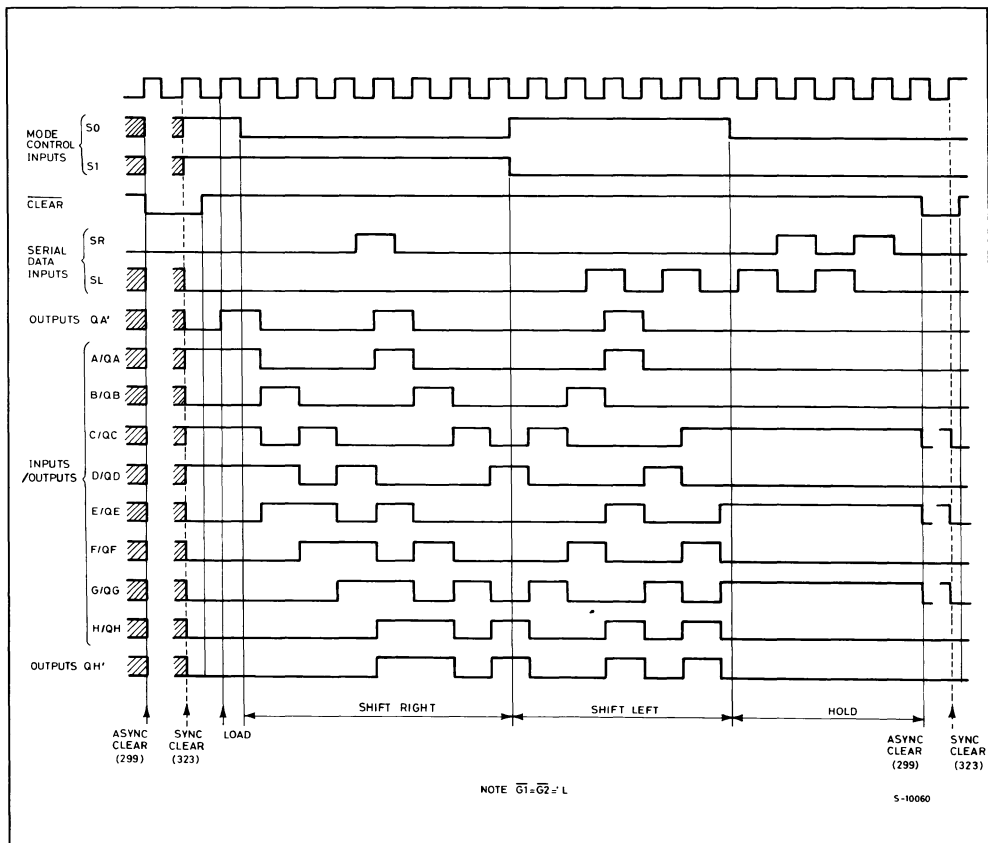 MODE
CONTROL
INPUTS
S0
S1
CLEAR
SERIAL
DATA
INPUTS
SR
SL
OUTPUTS QA'
INPUTS
/OUTPUTS
A/QA
B/QB
C/QC
D/QD
E/QE
F/QF
G/QG
H/QH
OUTPUTS QH'
SHIFT RIGHT
SHIFT LEFT
HOLD
ASYNC
CLEAR
(299)
SYNC
CLEAR
(323)
LOAD
ASYNC
CLEAR
(299)
SYNC
CLEAR
(323)
NOTE G1=G2='L
S-10060